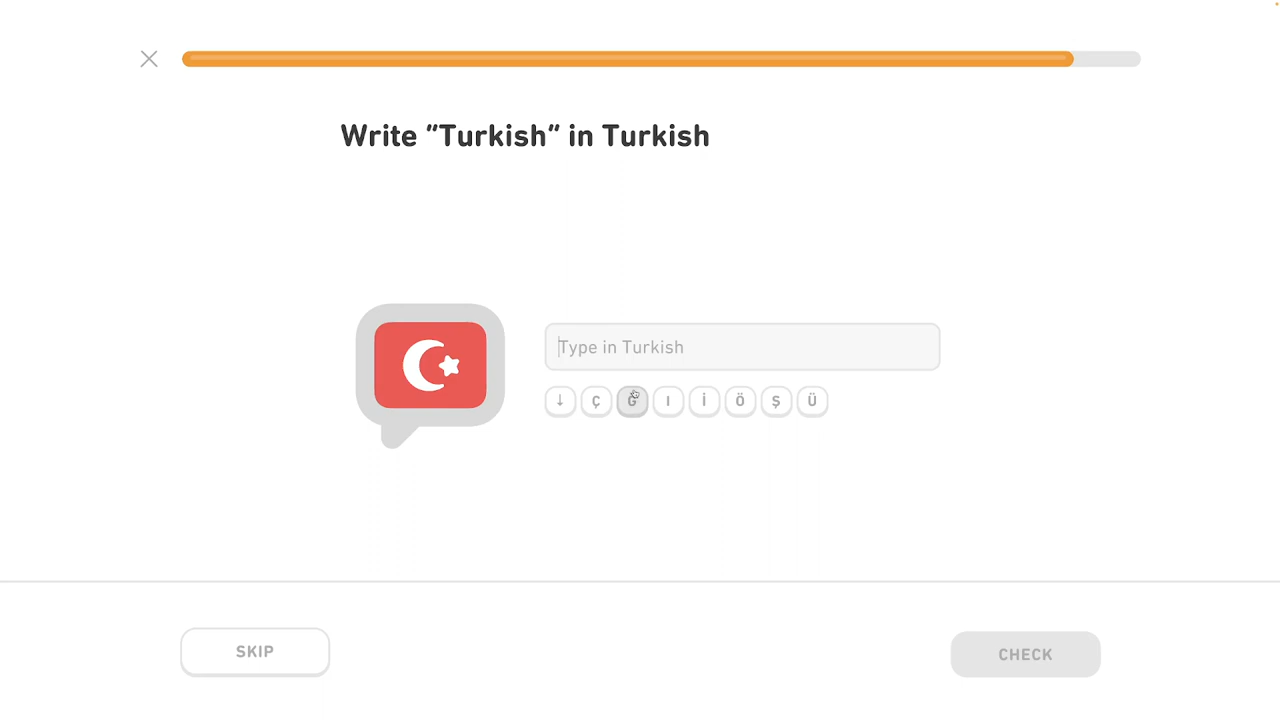 Write "Turkish" in Turkish
Type in Turkish
↓ Ç Ğ I İ Ö Ş Ü
SKIP
CHECK